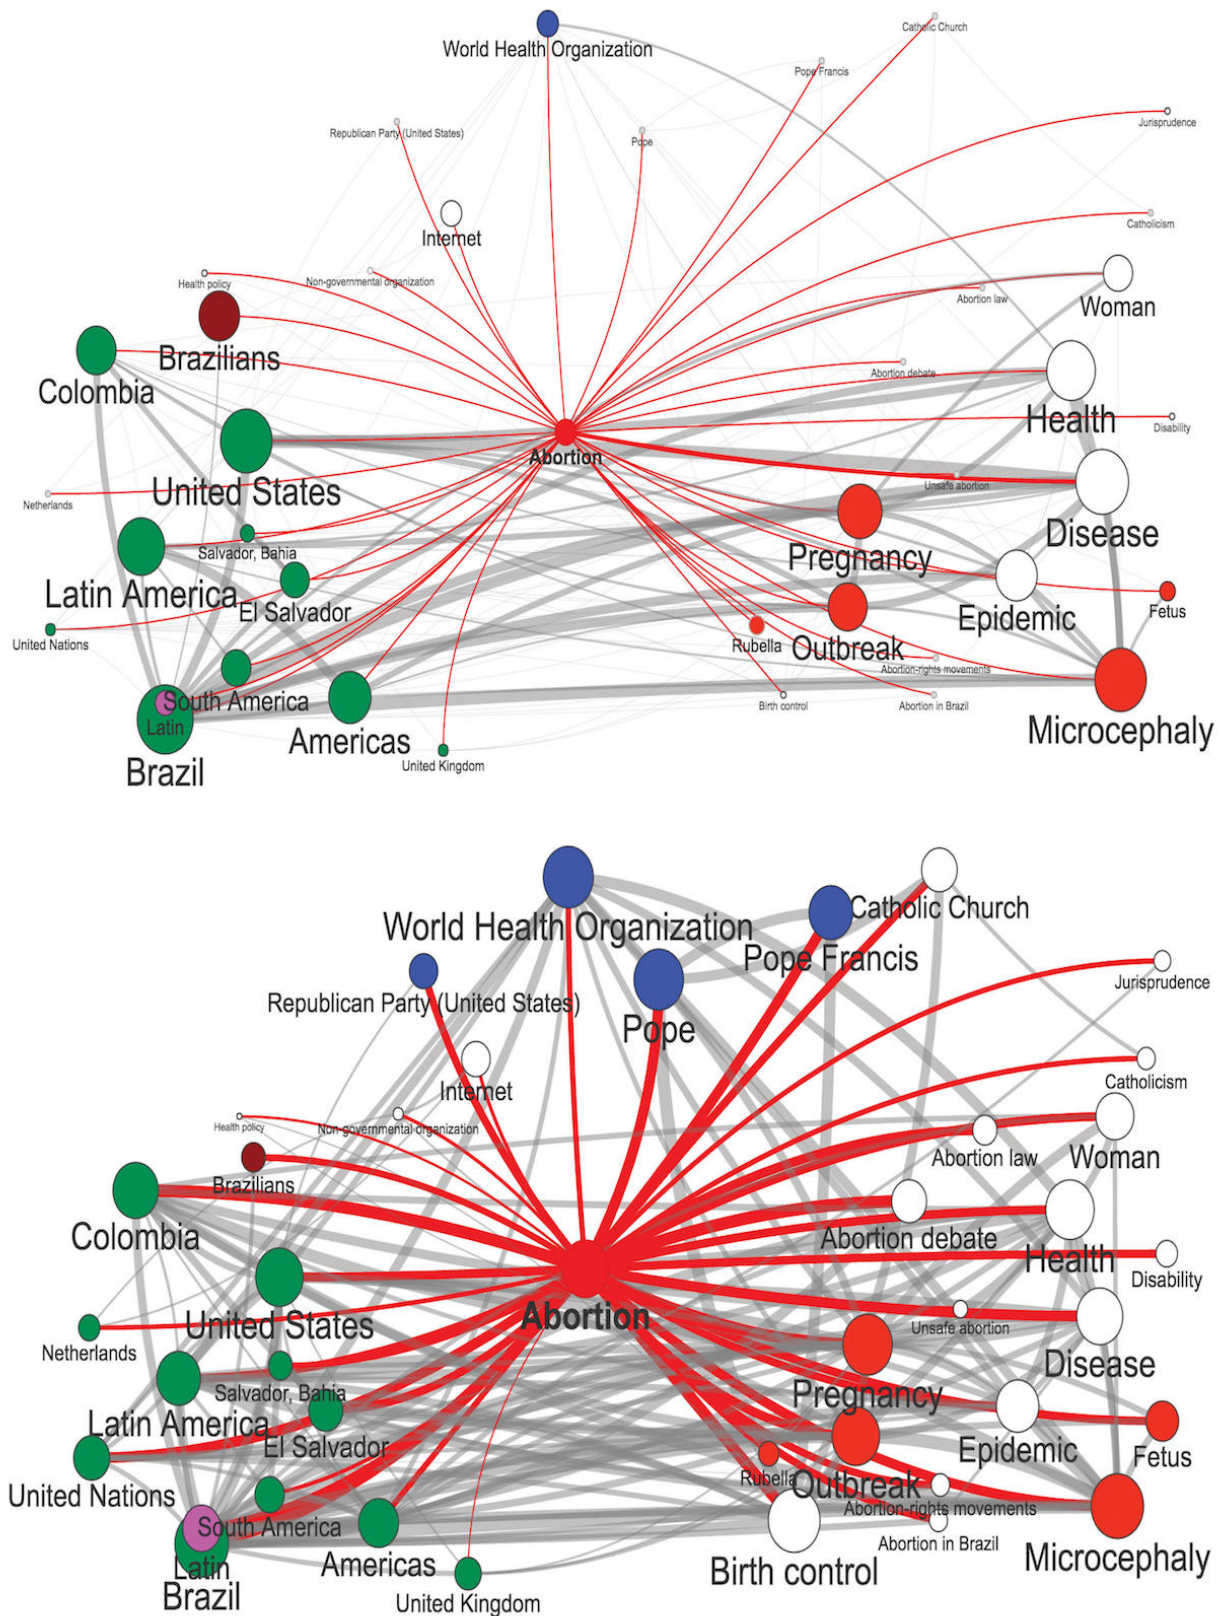 Catholic Church
World Health Organization
Pope Francis
Jurisprudence
Republican Party (United States)
Pope
Catholicism
Internet
Health policy
Non-governmental organization
Abortion law
Woman
Brazilians
Colombia
Abortion debate
Health
Disability
Abortion
Unsafe abortion
United States
Netherlands
Disease
Salvador, Bahia
Pregnancy
Latin America
El Salvador
Epidemic
Fetus
United Nations
Rubella
Outbreak
Abortion-rights movements
South America
Birth control
Abortion in Brazil
Latin
Americas
Microcephaly
United Kingdom
Brazil
Catholic Church
World Health Organization
Pope Francis
Jurisprudence
Republican Party (United States)
Pope
Catholicism
Internet
Health policy
Non-governmental organization
Abortion law
Woman
Brazilians
Colombia
Abortion debate
Health
Disability
Abortion
United States
Unsafe abortion
Netherlands
Disease
Salvador, Bahia
Pregnancy
Latin America
El Salvador
Epidemic
Fetus
Rubella
Outbreak
United Nations
Abortion-rights movements
South America
Abortion in Brazil
Microcephaly
Latin
Americas
Birth control
Brazil
United Kingdom